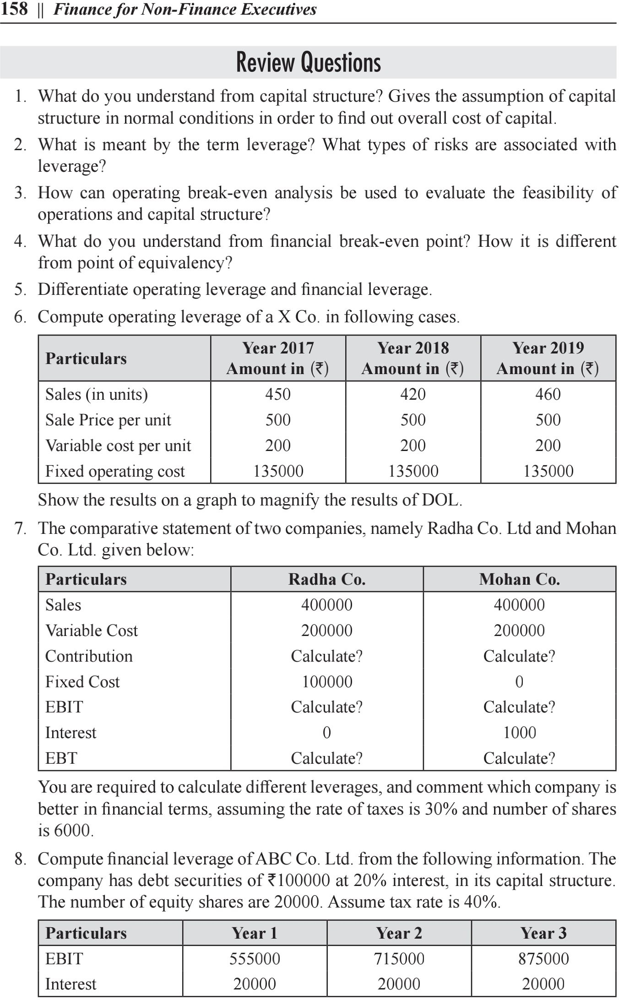 158 || Finance for Non-Finance Executives
Review Questions
1. What do you understand from capital structure? Gives the assumption of capital
structure in normal conditions in order to find out overall cost of capital.
2. What is meant by the term leverage? What types of risks are associated with
leverage?
3. How can operating break-even analysis be used to evaluate the feasibility of
operations and capital structure?
4. What do you understand from financial break-even point? How it is different
from point of equivalency?
5. Differentiate operating leverage and financial leverage.
6. Compute operating leverage of a X Co. in following cases.
Particulars Year 2017 Amount in (₹) Year 2018 Amount in (₹) Year 2019 Amount in (₹)
Sales (in units) 450 420 460
Sale Price per unit 500 500 500
Variable cost per unit 200 200 200
Fixed operating cost 135000 135000 135000
Show the results on a graph to magnify the results of DOL.
7. The comparative statement of two companies, namely Radha Co. Ltd and Mohan
Co. Ltd. given below:
Particulars Radha Co. Mohan Co.
Sales 400000 400000
Variable Cost 200000 200000
Contribution Calculate? Calculate?
Fixed Cost 100000 0
EBIT Calculate? Calculate?
Interest 0 1000
EBT Calculate? Calculate?
You are required to calculate different leverages, and comment which company is
better in financial terms, assuming the rate of taxes is 30% and number of shares
is 6000.
8. Compute financial leverage of ABC Co. Ltd. from the following information. The
company has debt securities of ₹100000 at 20% interest, in its capital structure.
The number of equity shares are 20000. Assume tax rate is 40%.
Particulars Year 1 Year 2 Year 3
EBIT 555000 715000 875000
Interest 20000 20000 20000